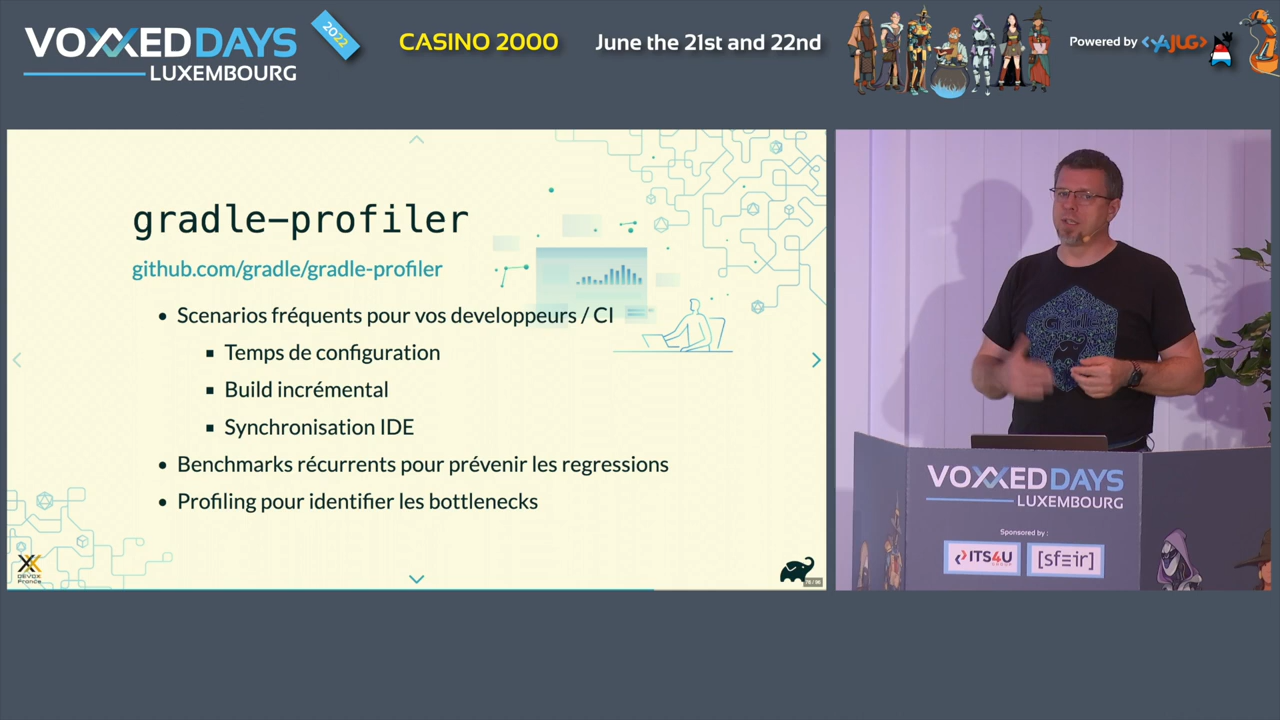 VOXXED DAYS
LUXEMBOURG
2022
CASINO 2000
June the 21st and 22nd
Powered by <YAJUG>
gradle-profiler
github.com/gradle/gradle-profiler
Scenarios fréquents pour vos developpeurs / CI
Temps de configuration
Build incrémental
Synchronisation IDE
Benchmarks récurrents pour prévenir les regressions
Profiling pour identifier les bottlenecks
DEVOXX
France
VOXXED DAYS
LUXEMBOURG
Sponsored by :
ITS4U
[sfeir]